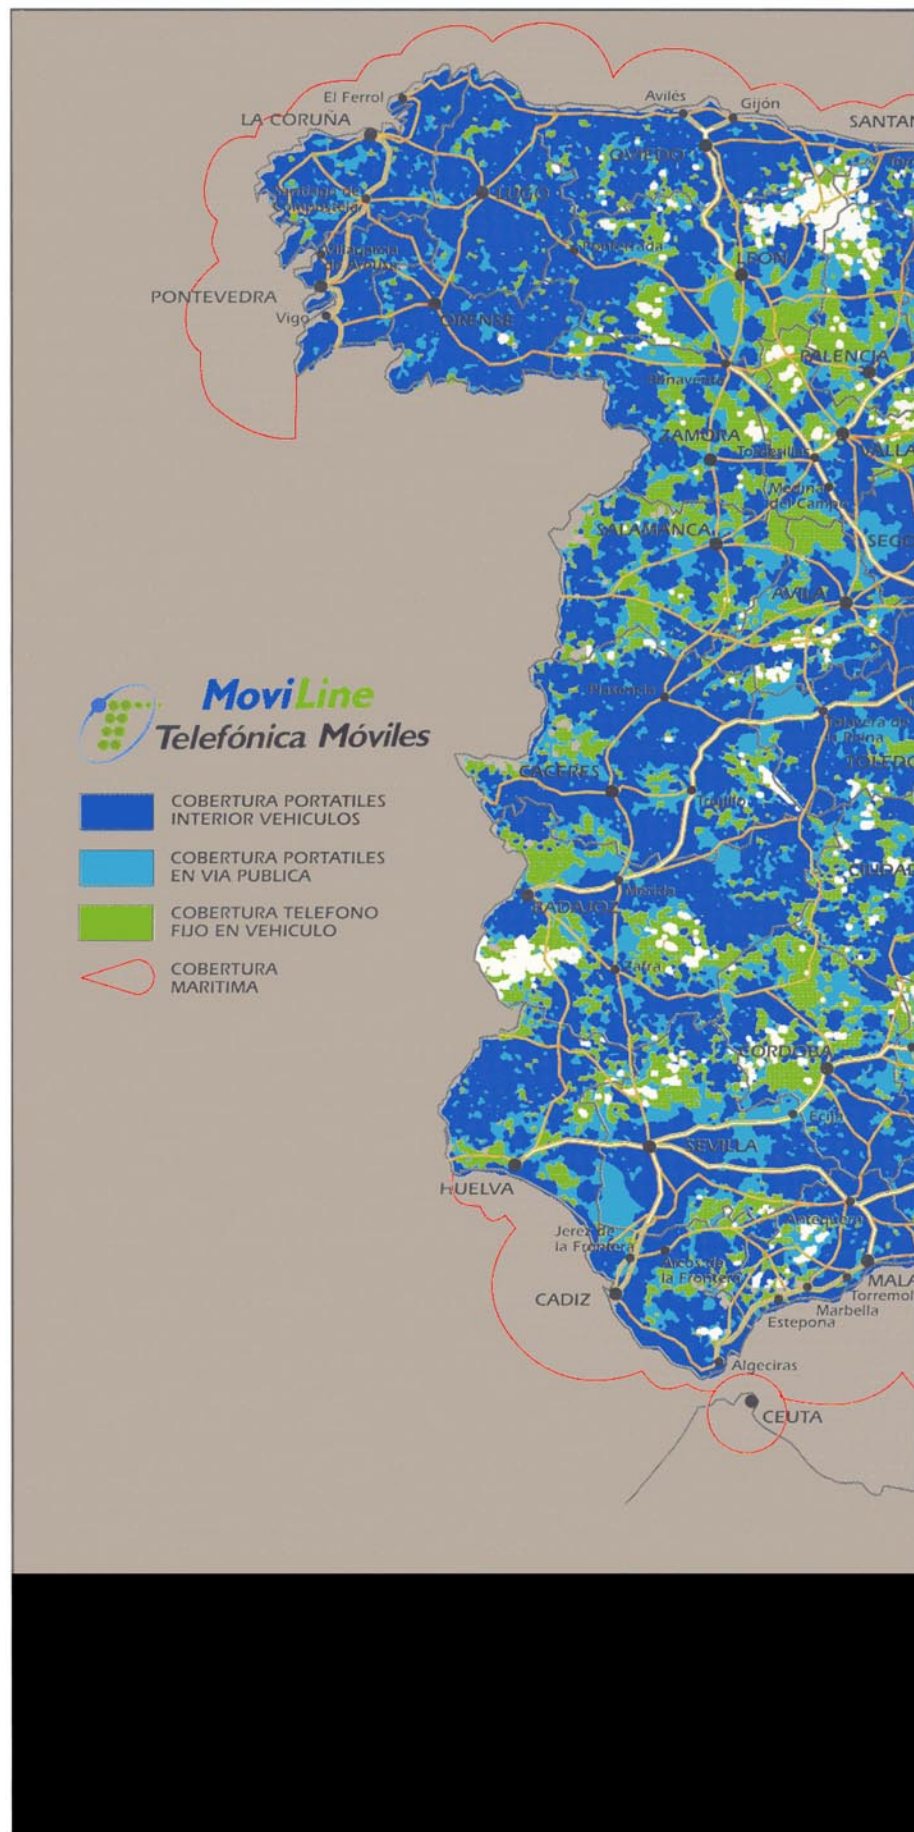 El Ferrol
Avilés
Gijón
LA CORUÑA
SANTAN
OVIEDO
Santiago de
Compostela
LUGO
Ponferrada
Villagarcia
de Arousa
LEON
PONTEVEDRA
Vigo
ORENSE
PALENCIA
Benavente
ZAMORA
Tordesillas
VALLA
Medina
del Campo
SALAMANCA
SEGO
AVILA
Plasencia
MoviLine
Telefónica Móviles
Talavera de
la Reina
TOLEDO
CACERES
Trujillo
COBERTURA PORTATILES
INTERIOR VEHICULOS
COBERTURA PORTATILES
EN VIA PUBLICA
CIUDAD
Mérida
BADAJOZ
COBERTURA TELEFONO
FIJO EN VEHICULO
COBERTURA
MARITIMA
Zafra
CORDOBA
Ecija
SEVILLA
HUELVA
Antequera
Jerez de
la Frontera
Arcos de
la Frontera
MALA
CADIZ
Torremol
Marbella
Estepona
Algeciras
CEUTA